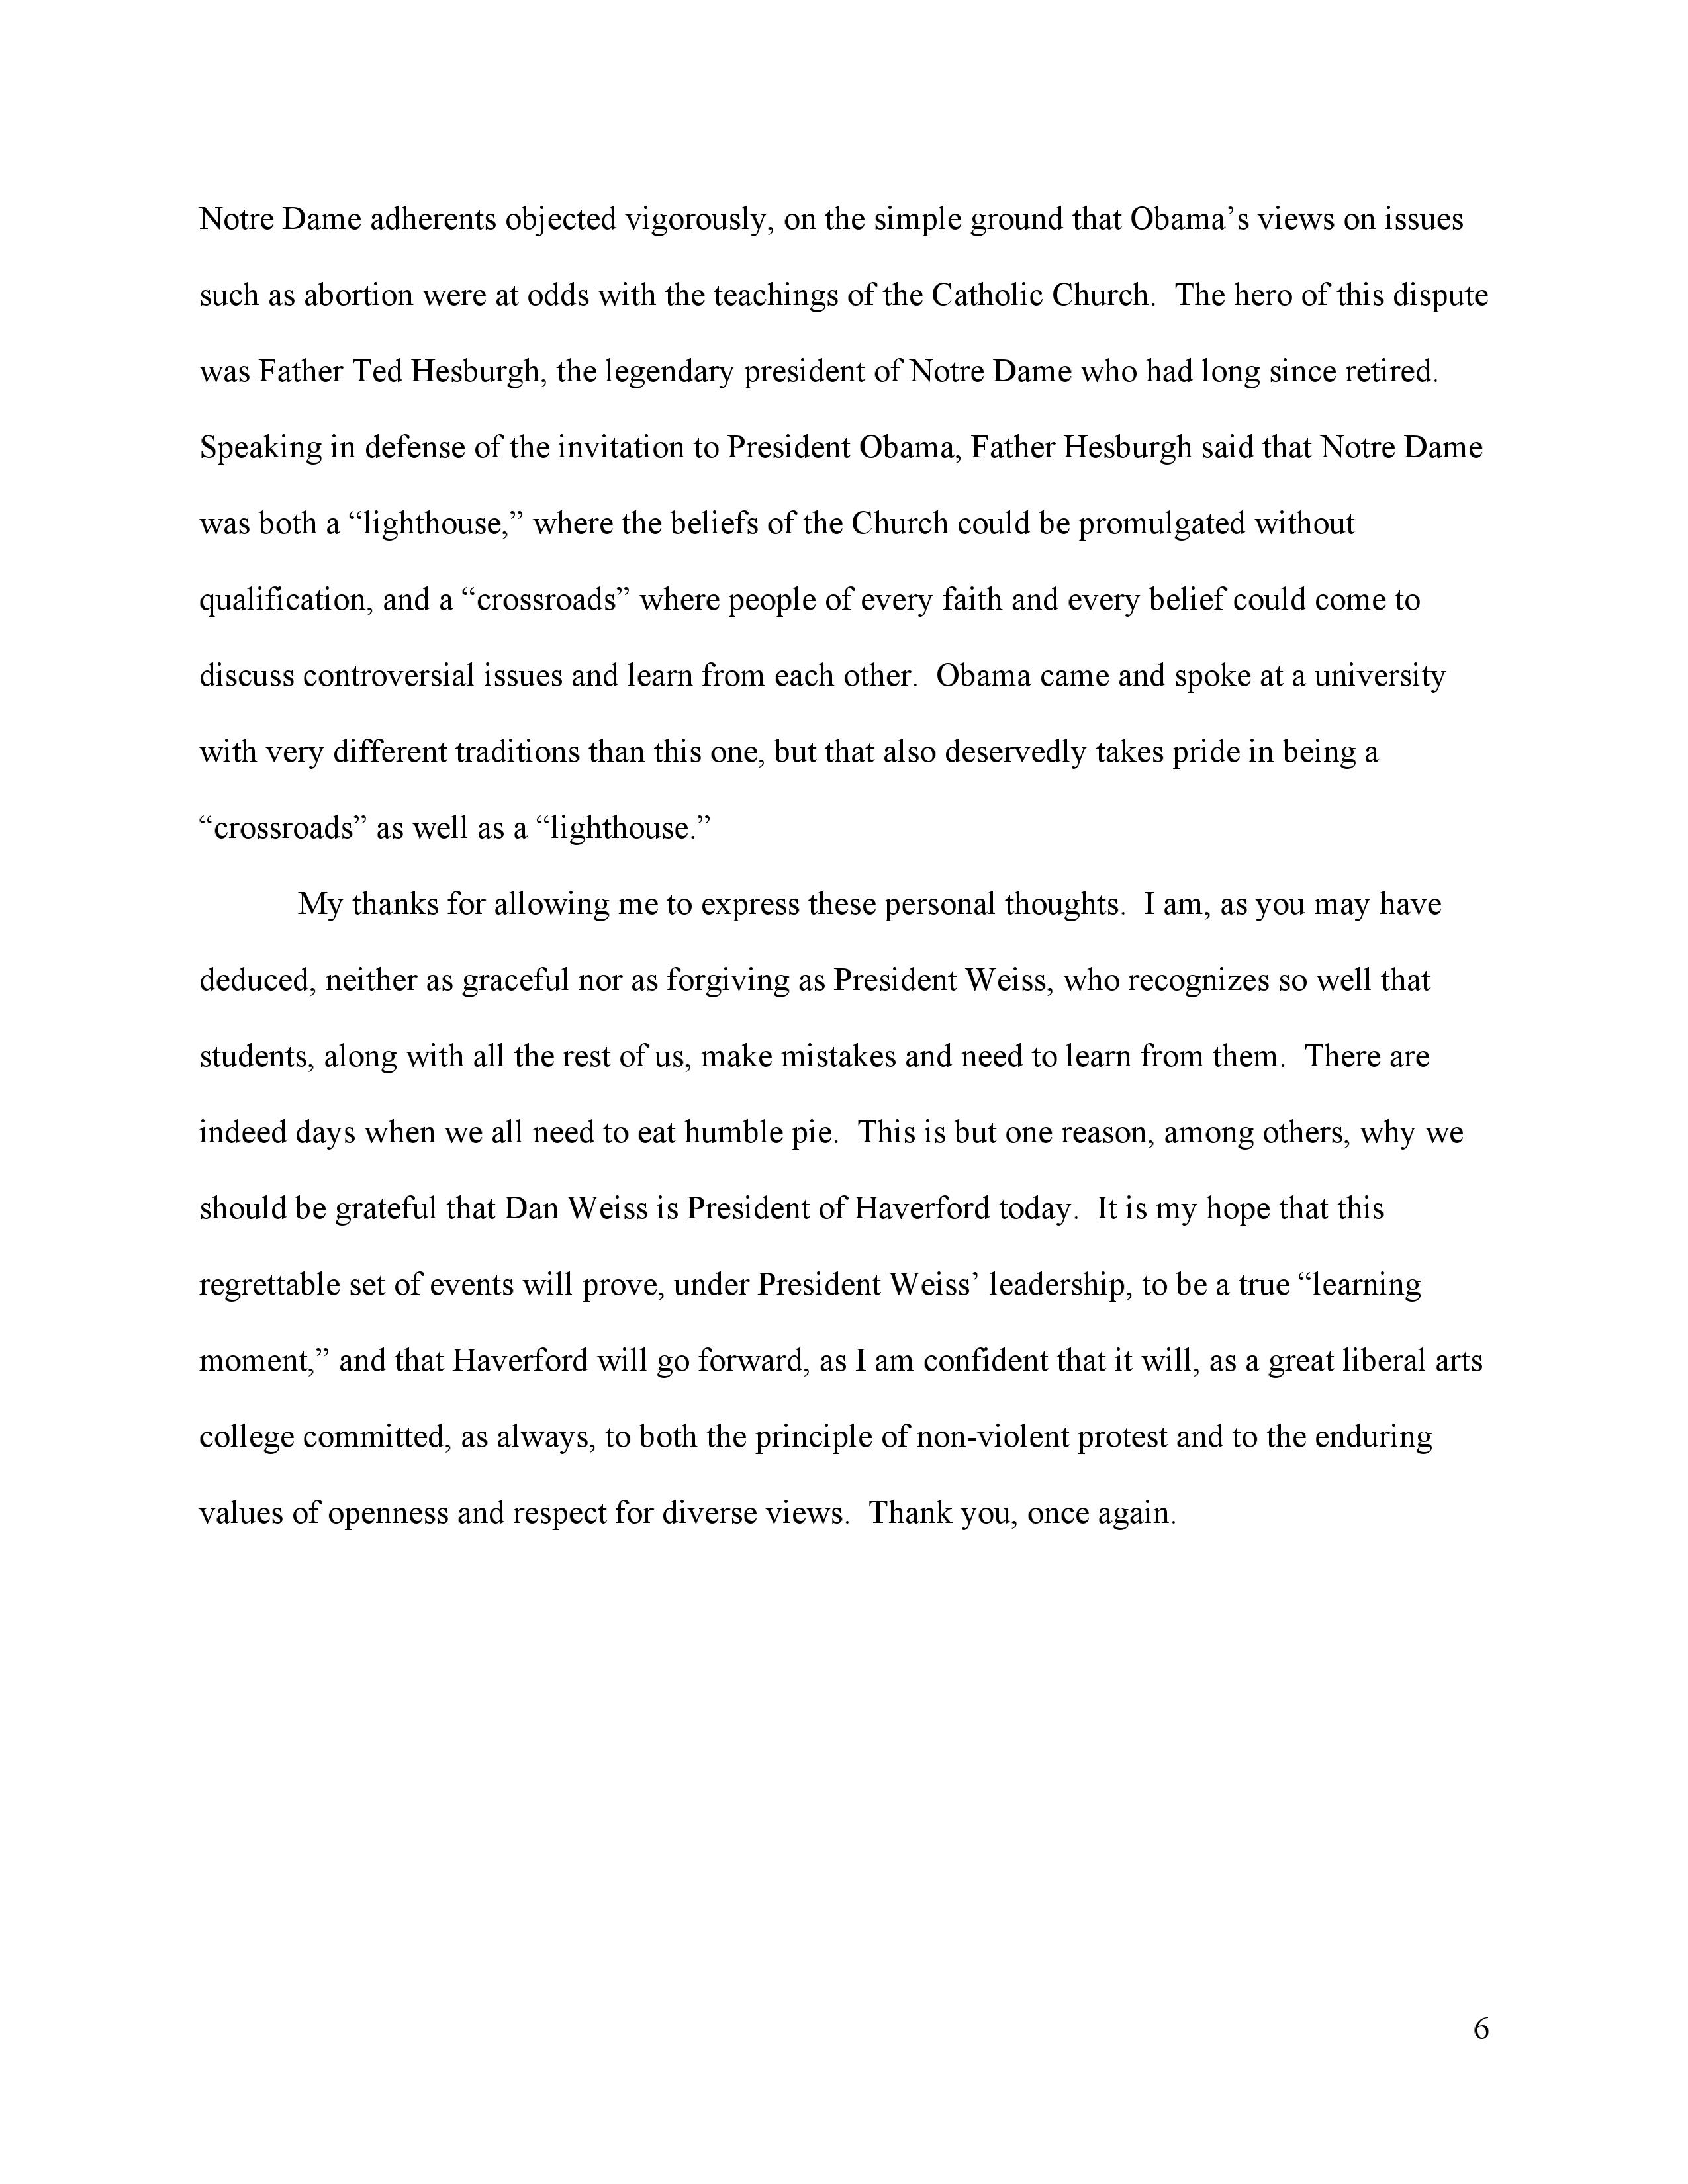 Notre Dame adherents objected vigorously, on the simple ground that Obama’s views on issues
such as abortion were at odds with the teachings of the Catholic Church.  The hero of this dispute
was Father Ted Hesburgh, the legendary president of Notre Dame who had long since retired.
Speaking in defense of the invitation to President Obama, Father Hesburgh said that Notre Dame
was both a “lighthouse,” where the beliefs of the Church could be promulgated without
qualification, and a “crossroads” where people of every faith and every belief could come to
discuss controversial issues and learn from each other.  Obama came and spoke at a university
with very different traditions than this one, but that also deservedly takes pride in being a
“crossroads” as well as a “lighthouse.”
My thanks for allowing me to express these personal thoughts.  I am, as you may have
deduced, neither as graceful nor as forgiving as President Weiss, who recognizes so well that
students, along with all the rest of us, make mistakes and need to learn from them.  There are
indeed days when we all need to eat humble pie.  This is but one reason, among others, why we
should be grateful that Dan Weiss is President of Haverford today.  It is my hope that this
regrettable set of events will prove, under President Weiss’ leadership, to be a true “learning
moment,” and that Haverford will go forward, as I am confident that it will, as a great liberal arts
college committed, as always, to both the principle of non-violent protest and to the enduring
values of openness and respect for diverse views.  Thank you, once again.
6